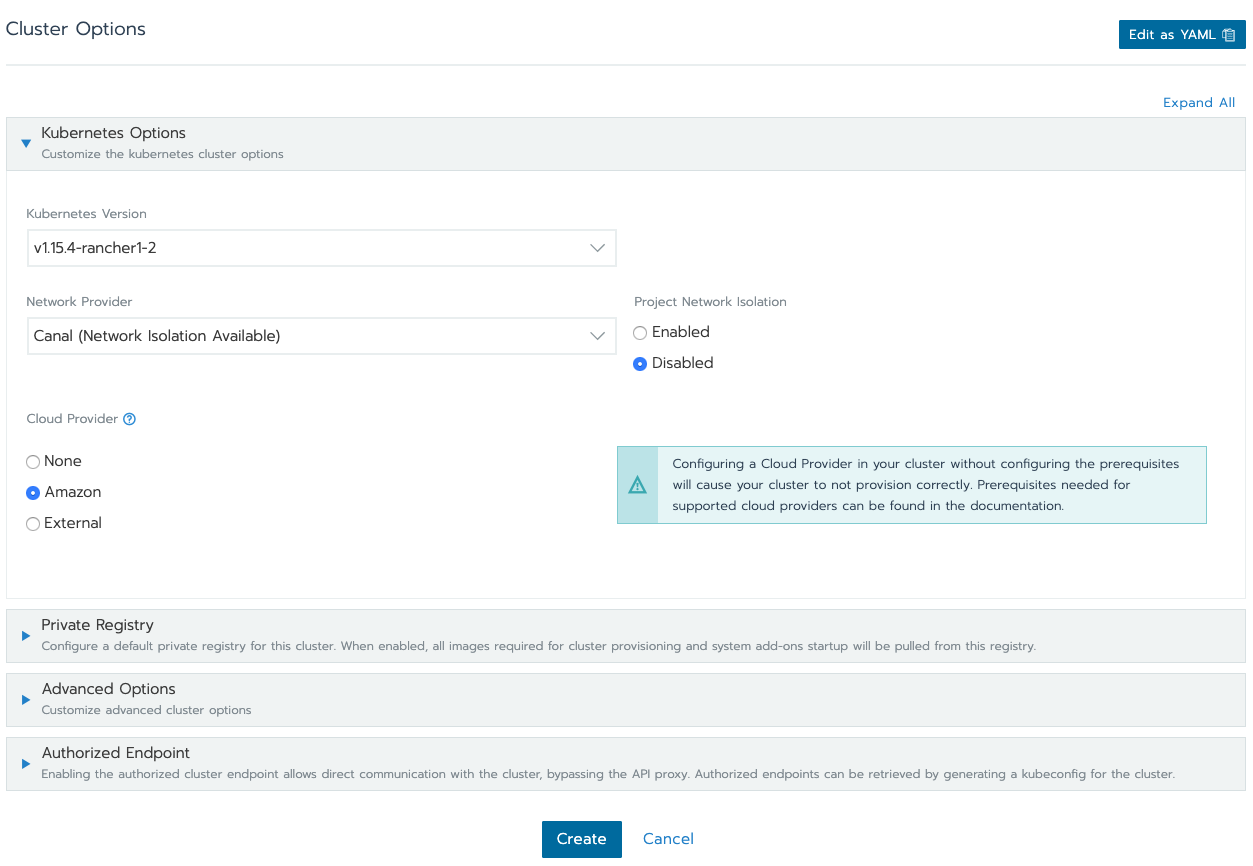 Cluster Options
Edit as YAML
Expand All
Kubernetes Options
Customize the kubernetes cluster options
Kubernetes Version
v1.15.4-rancher1-2
Network Provider
Project Network Isolation
Canal (Network Isolation Available)
Enabled
Disabled
Cloud Provider
None
Amazon
External
Configuring a Cloud Provider in your cluster without configuring the prerequisites
will cause your cluster to not provision correctly. Prerequisites needed for
supported cloud providers can be found in the documentation.
Private Registry
Configure a default private registry for this cluster. When enabled, all images required for cluster provisioning and system add-ons startup will be pulled from this registry.
Advanced Options
Customize advanced cluster options
Authorized Endpoint
Enabling the authorized cluster endpoint allows direct communication with the cluster, bypassing the API proxy. Authorized endpoints can be retrieved by generating a kubeconfig for the cluster.
Create
Cancel